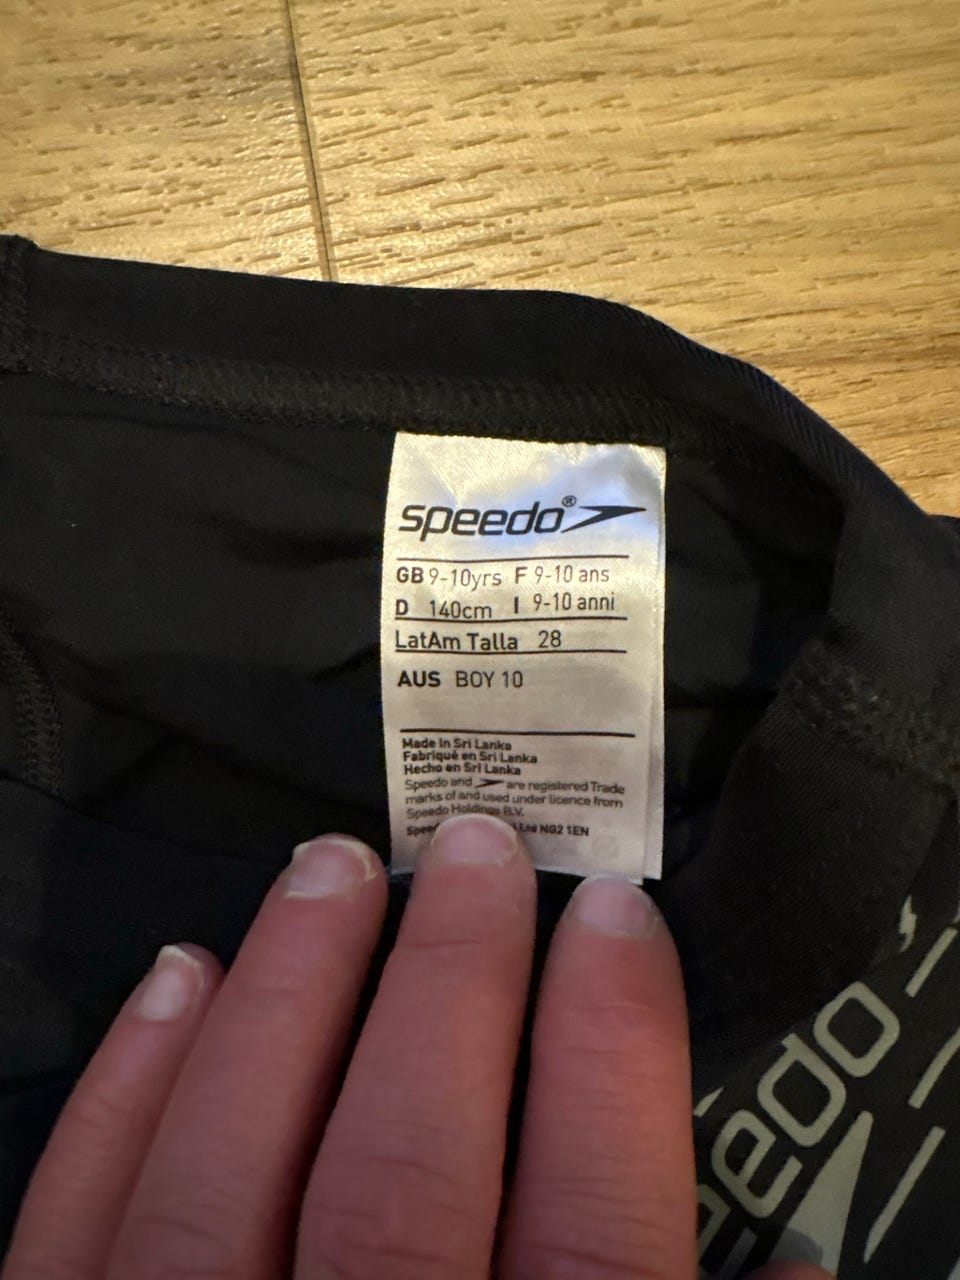 speedo®
GB 9-10yrs F 9-10 ans
D 140cm I 9-10 anni
LatAm Talla 28
AUS BOY 10
Made in Sri Lanka
Fabriqué en Sri Lanka
Hecho en Sri Lanka
Speedo and are registered Trade
marks of and used under licence from
Speedo Holdings B.V.
Ltd NG2 1EN
edo